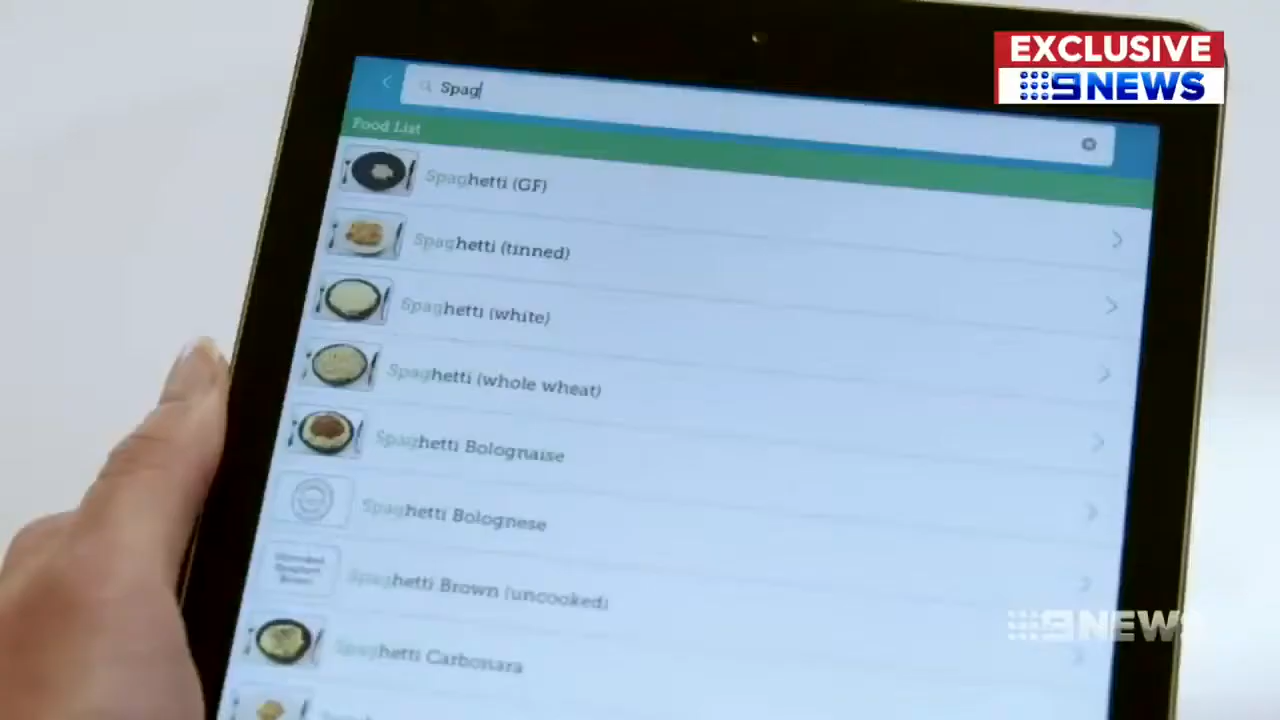 EXCLUSIVE
9NEWS
Spag
Food List
Spaghetti (GF)
Spaghetti (tinned)
Spaghetti (white)
Spaghetti (whole wheat)
Spaghetti Bolognaise
Spaghetti Bolognese
Spaghetti Brown (uncooked)
Spaghetti Carbonara
9NEWS